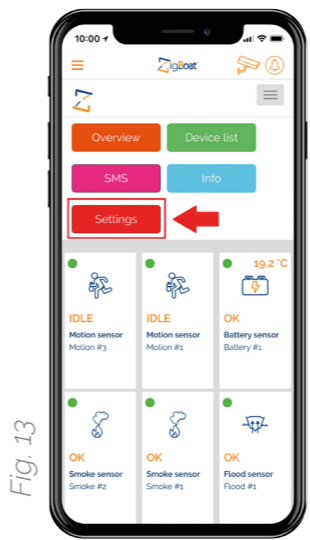 10:00
ZigBoat
Overview
Device list
SMS
Info
Settings
19.2 °C
IDLE
Motion sensor
Motion #3
IDLE
Motion sensor
Motion #1
OK
Battery sensor
Battery #1
OK
Smoke sensor
Smoke #2
OK
Smoke sensor
Smoke #1
OK
Flood sensor
Flood #1
Fig. 13